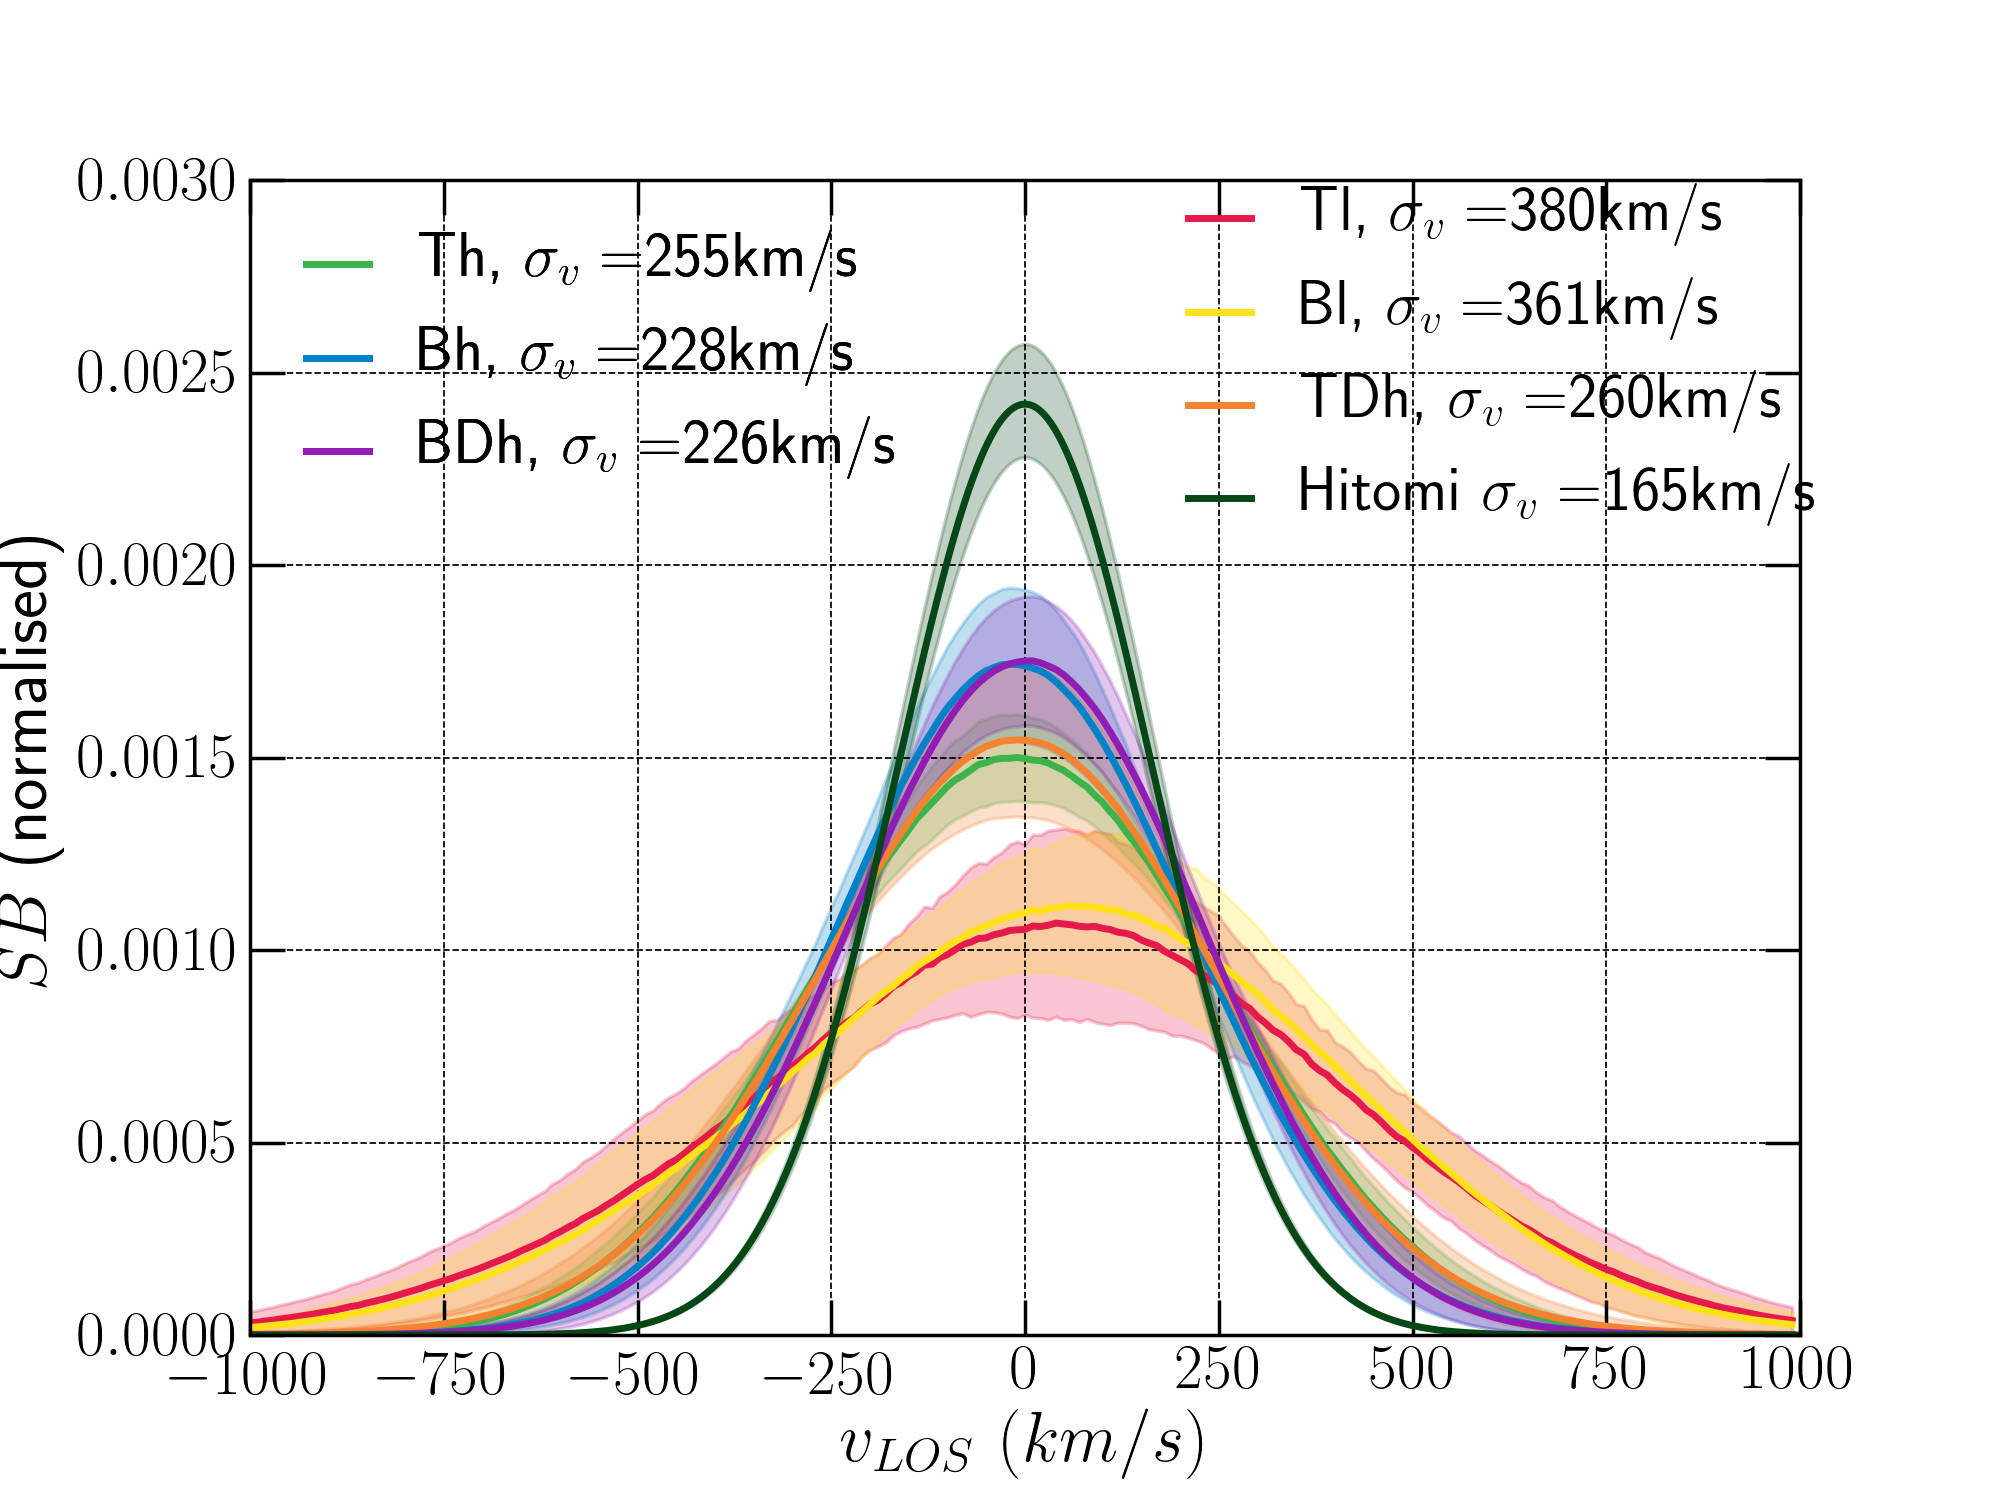 Th, σv =255km/s
Bh, σv =228km/s
BDh, σv =226km/s
Tl, σv =380km/s
Bl, σv =361km/s
TDh, σv =260km/s
Hitomi σv =165km/s
SB (normalised)
0.0030
0.0025
0.0020
0.0015
0.0010
0.0005
0.0000
−1000 −750 −500 −250 0 250 500 750 1000
vLOS (km/s)